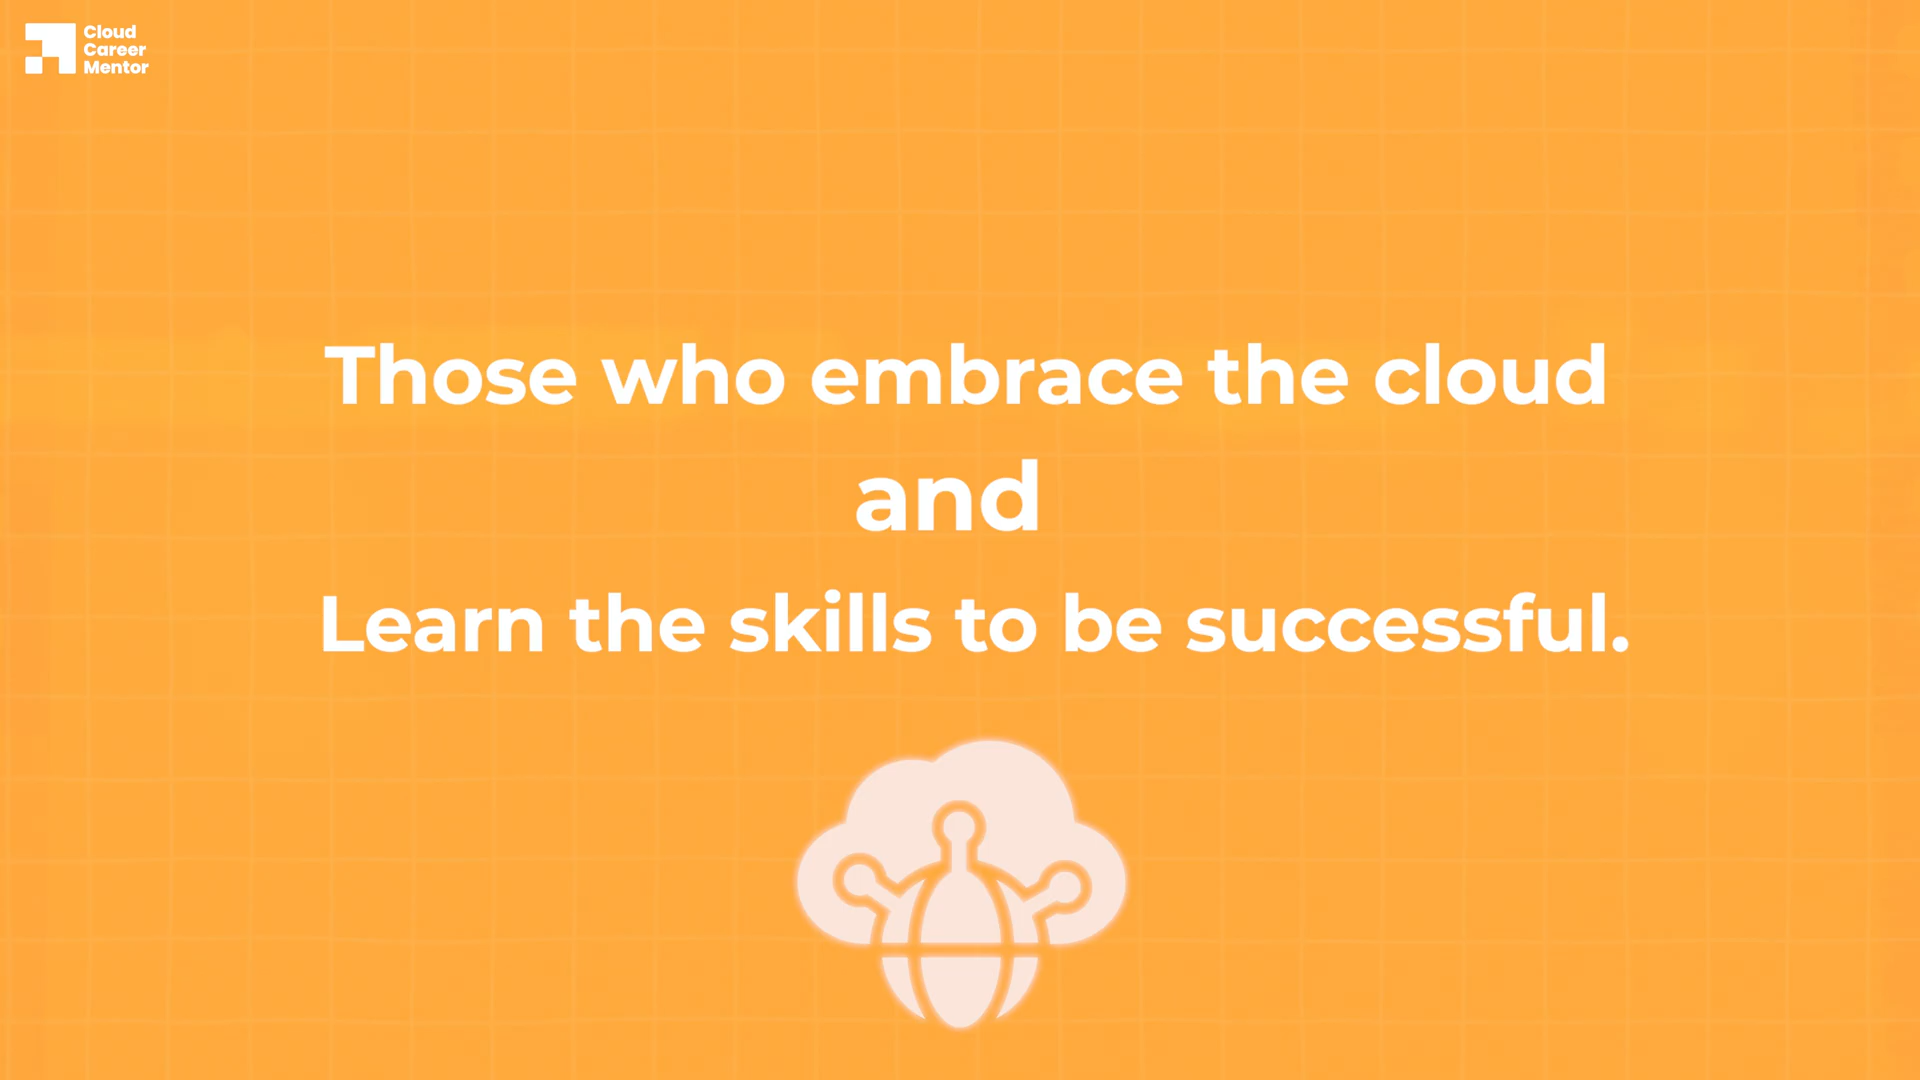 Cloud
Career
Mentor
Those who embrace the cloud
and
Learn the skills to be successful.